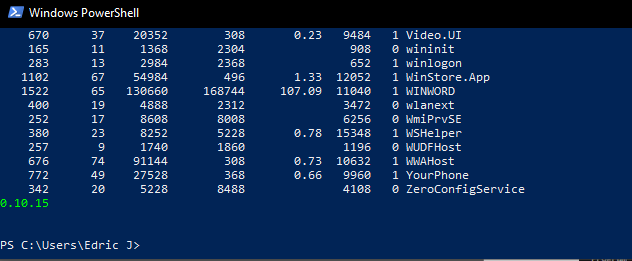 Windows PowerShell
670 37 20352 308 0.23 9484 1 Video.UI
165 11 1368 2304 908 0 wininit
283 13 2984 2368 652 1 winlogon
1102 67 54984 496 1.33 12052 1 WinStore.App
1522 65 130660 168744 107.09 11040 1 WINWORD
400 19 4888 2312 3472 0 wlanext
252 17 8608 8008 6256 0 WmiPrvSE
380 23 8252 5228 0.78 15348 1 WSHelper
257 9 1740 1860 1196 0 WUDFHost
676 74 91144 308 0.73 10632 1 WWAHost
772 49 27528 368 0.66 9960 1 YourPhone
342 20 5228 8488 4108 0 ZeroConfigService
0.10.15
PS C:\Users\Edric J>